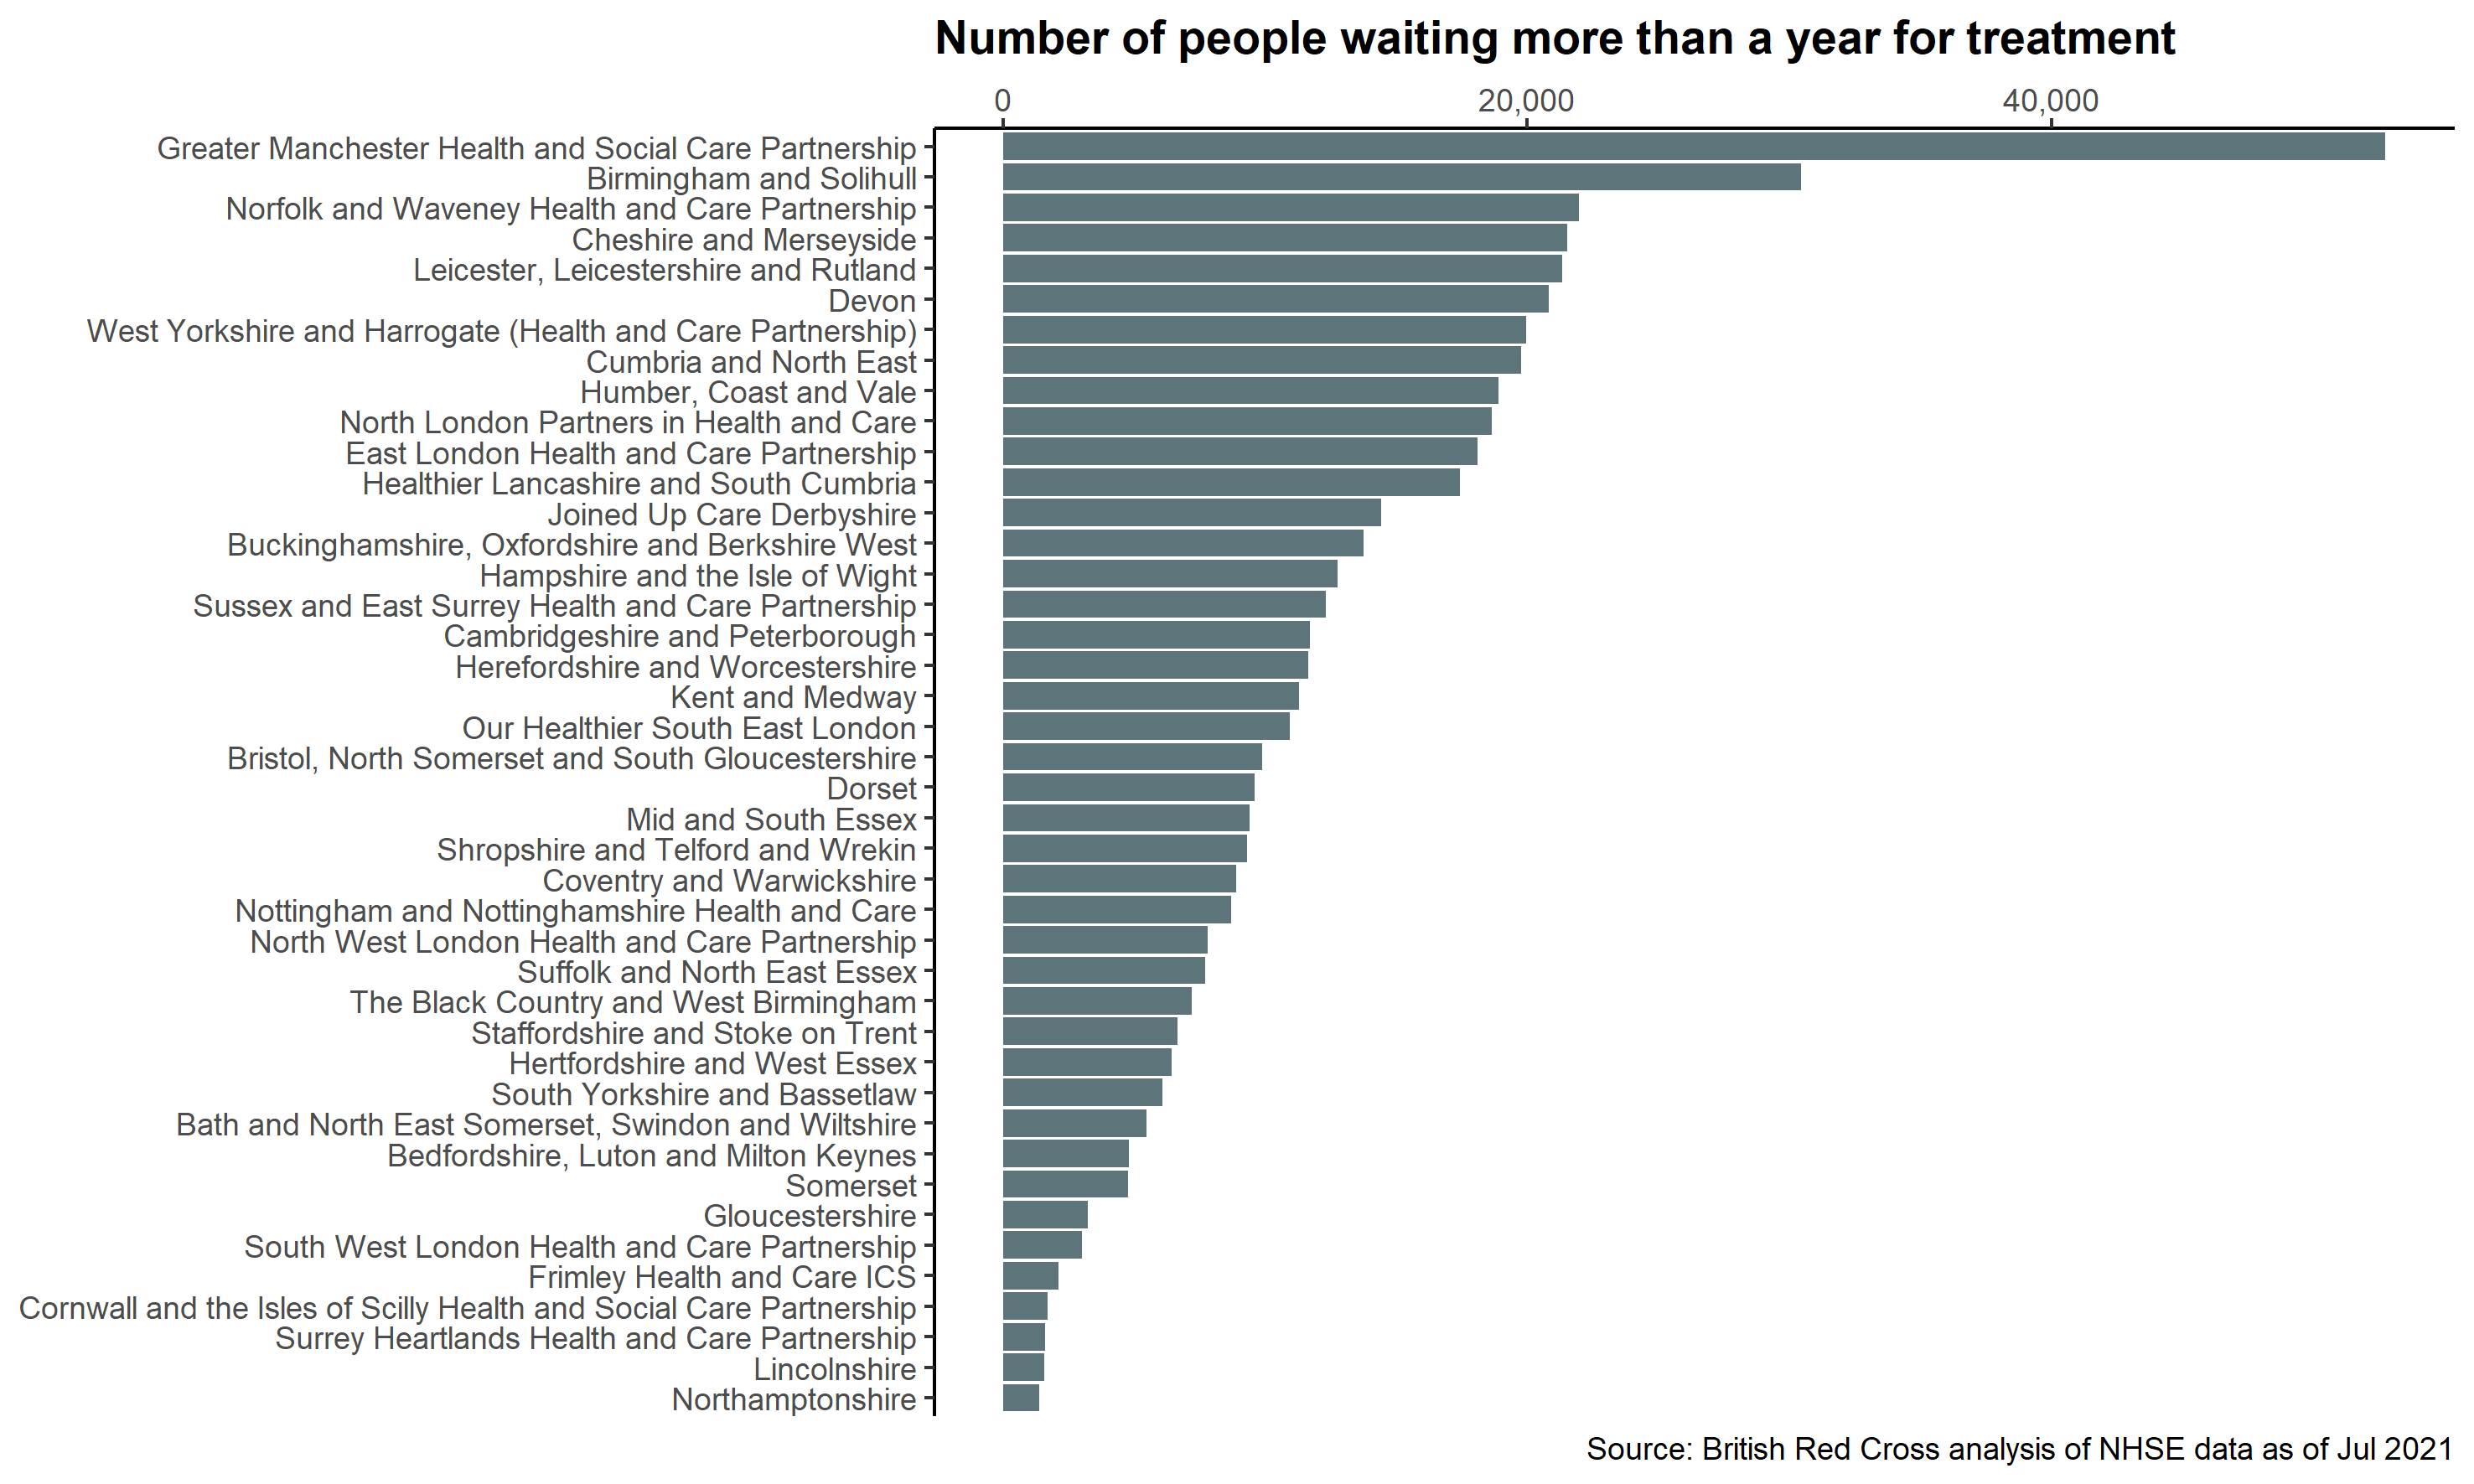 Number of people waiting more than a year for treatment
0 20,000 40,000
Greater Manchester Health and Social Care Partnership
Birmingham and Solihull
Norfolk and Waveney Health and Care Partnership
Cheshire and Merseyside
Leicester, Leicestershire and Rutland
Devon
West Yorkshire and Harrogate (Health and Care Partnership)
Cumbria and North East
Humber, Coast and Vale
North London Partners in Health and Care
East London Health and Care Partnership
Healthier Lancashire and South Cumbria
Joined Up Care Derbyshire
Buckinghamshire, Oxfordshire and Berkshire West
Hampshire and the Isle of Wight
Sussex and East Surrey Health and Care Partnership
Cambridgeshire and Peterborough
Herefordshire and Worcestershire
Kent and Medway
Our Healthier South East London
Bristol, North Somerset and South Gloucestershire
Dorset
Mid and South Essex
Shropshire and Telford and Wrekin
Coventry and Warwickshire
Nottingham and Nottinghamshire Health and Care
North West London Health and Care Partnership
Suffolk and North East Essex
The Black Country and West Birmingham
Staffordshire and Stoke on Trent
Hertfordshire and West Essex
South Yorkshire and Bassetlaw
Bath and North East Somerset, Swindon and Wiltshire
Bedfordshire, Luton and Milton Keynes
Somerset
Gloucestershire
South West London Health and Care Partnership
Frimley Health and Care ICS
Cornwall and the Isles of Scilly Health and Social Care Partnership
Surrey Heartlands Health and Care Partnership
Lincolnshire
Northamptonshire
Source: British Red Cross analysis of NHSE data as of Jul 2021